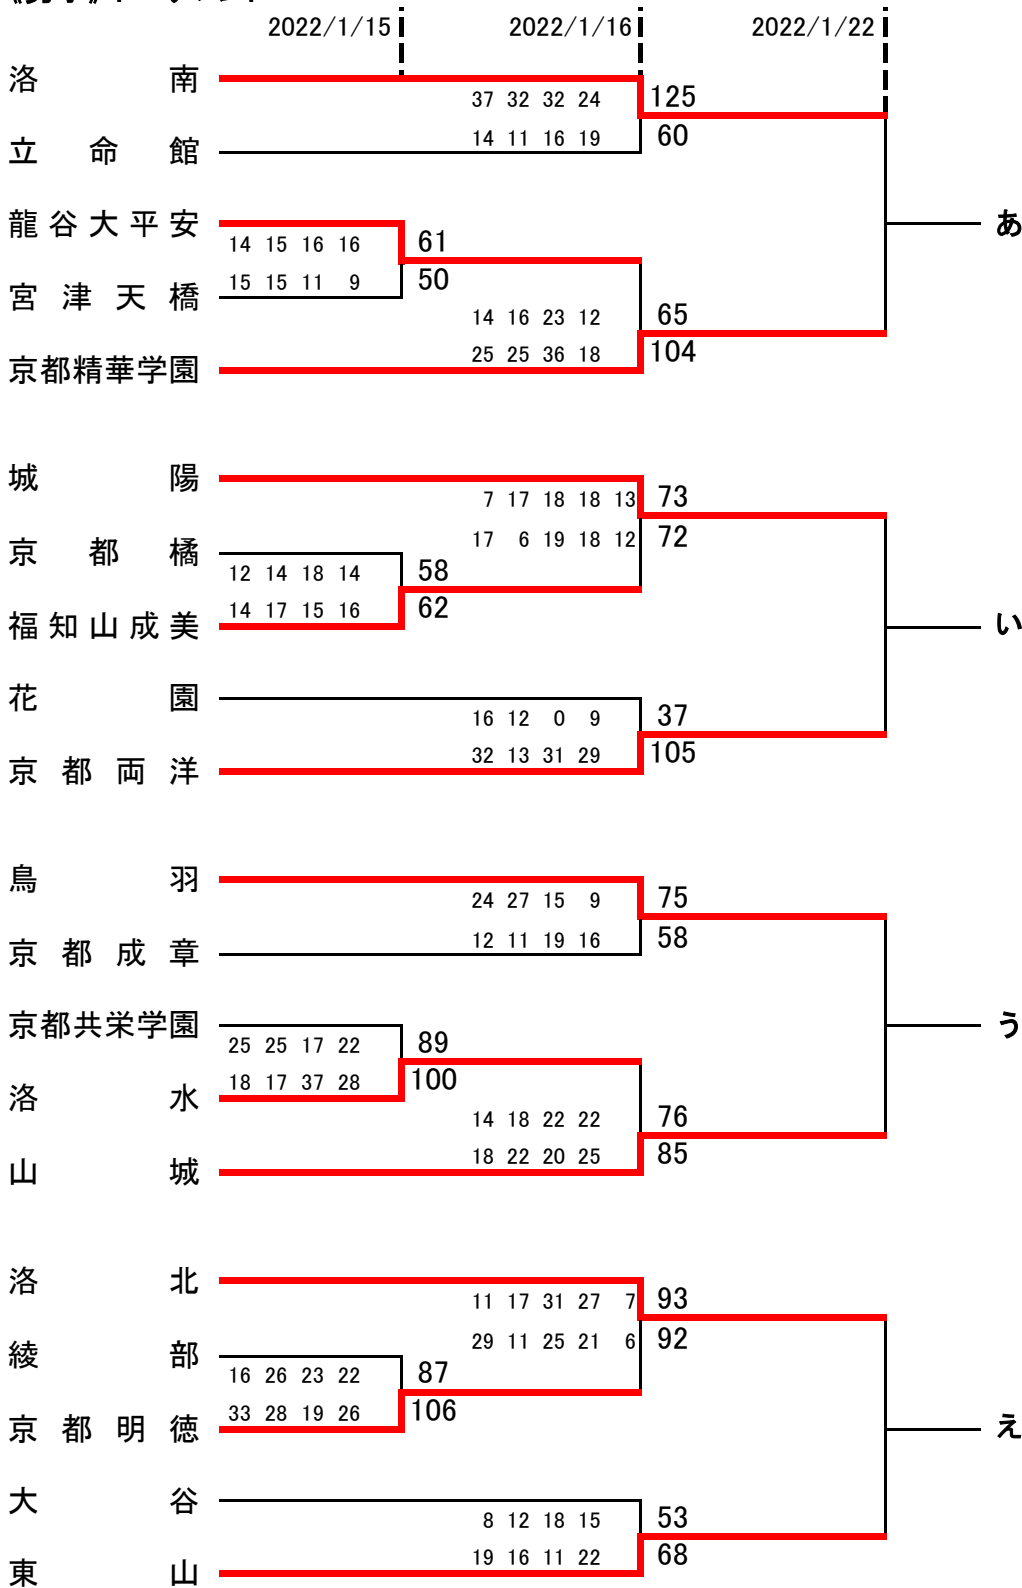 2022/1/15 2022/1/16 2022/1/22
洛南
37 32 32 24 125
14 11 16 19 60
立命館
龍谷大平安
あ
14 15 16 16 61
15 15 11 9 50
宮津天橋
14 16 23 12 65
25 25 36 18 104
京都精華学園
城陽
7 17 18 18 13 73
17 6 19 18 12 72
京都橘
12 14 18 14 58
14 17 15 16 62
福知山成美
い
花園
16 12 0 9 37
32 13 31 29 105
京都両洋
鳥羽
24 27 15 9 75
12 11 19 16 58
京都成章
京都共栄学園
う
25 25 17 22 89
18 17 37 28 100
洛水
14 18 22 22 76
18 22 20 25 85
山城
洛北
11 17 31 27 7 93
29 11 25 21 6 92
綾部
16 26 23 22 87
33 28 19 26 106
京都明徳
え
大谷
8 12 18 15 53
19 16 11 22 68
東山